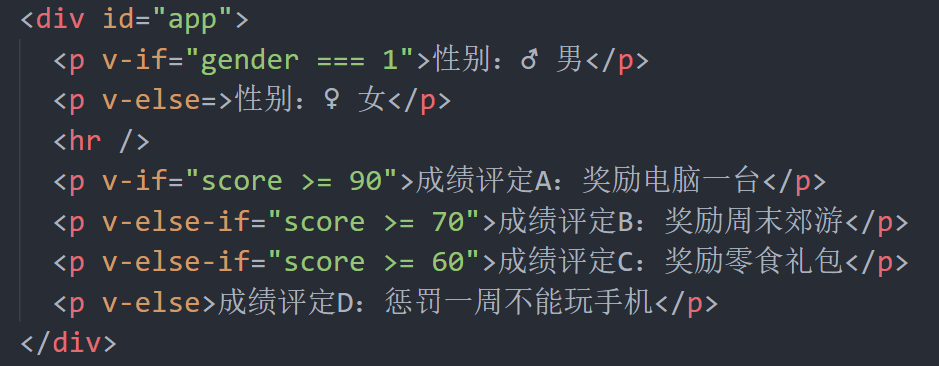 <div id="app">
<p v-if="gender === 1">性别：♂ 男</p>
<p v-else=>性别：♀ 女</p>
<hr />
<p v-if="score >= 90">成绩评定A：奖励电脑一台</p>
<p v-else-if="score >= 70">成绩评定B：奖励周末郊游</p>
<p v-else-if="score >= 60">成绩评定C：奖励零食礼包</p>
<p v-else>成绩评定D：惩罚一周不能玩手机</p>
</div>